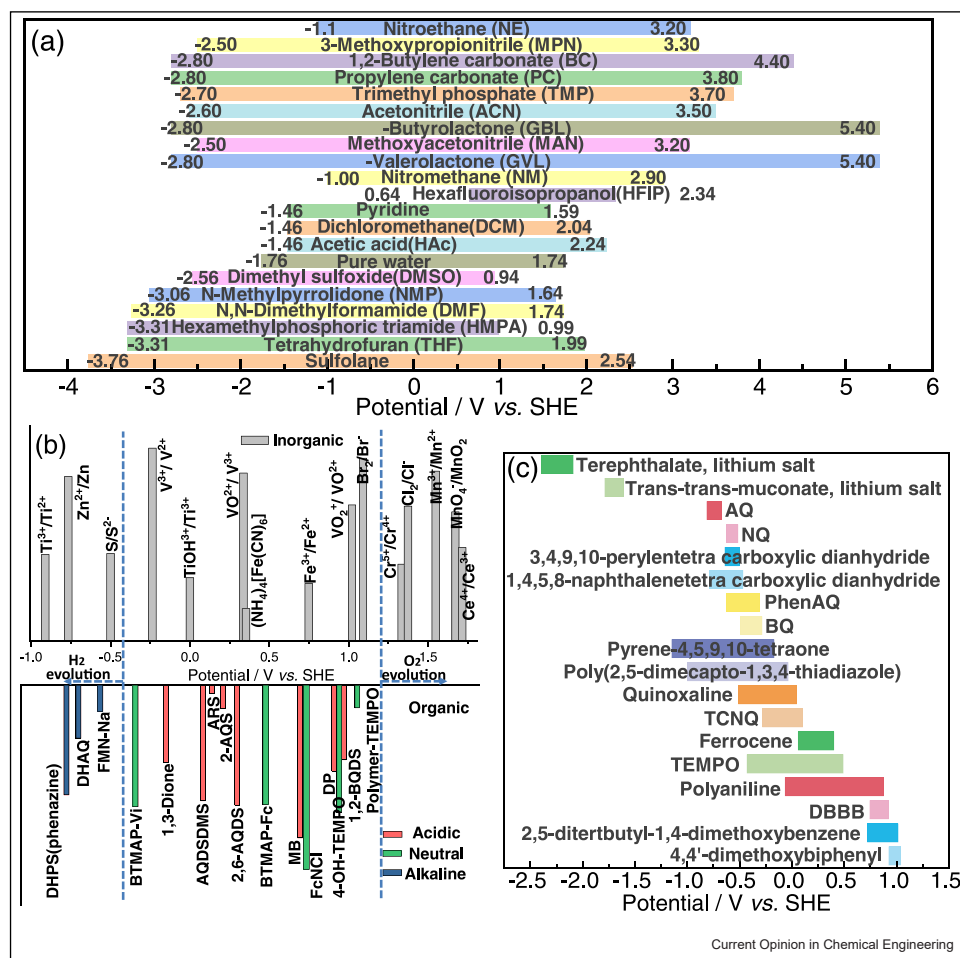 (a)
-1.1 Nitroethane (NE) 3.20
-2.50 3-Methoxypropionitrile (MPN) 3.30
-2.80 1,2-Butylene carbonate (BC) 4.40
-2.80 Propylene carbonate (PC) 3.80
-2.70 Trimethyl phosphate (TMP) 3.70
-2.60 Acetonitrile (ACN) 3.50
-2.80 -Butyrolactone (GBL) 5.40
-2.50 Methoxyacetonitrile (MAN) 3.20
-2.80 -Valerolactone (GVL) 5.40
-1.00 Nitromethane (NM) 2.90
0.64 Hexafluoroisopropanol(HFIP) 2.34
-1.46 Pyridine 1.59
-1.46 Dichloromethane(DCM) 2.04
-1.46 Acetic acid(HAc) 2.24
-1.76 Pure water 1.74
-2.56 Dimethyl sulfoxide(DMSO) 0.94
-3.06 N-Methylpyrrolidone (NMP) 1.64
-3.26 N,N-Dimethylformamide (DMF) 1.74
-3.31 Hexamethylphosphoric triamide (HMPA) 0.99
-3.31 Tetrahydrofuran (THF) 1.99
-3.76 Sulfolane 2.54
-4 -3 -2 -1 0 1 2 3 4 5 6
Potential / V vs. SHE
(b)
Inorganic
Ti³⁺/Ti²⁺
Zn²⁺/Zn
S/S²⁻
V³⁺/ V²⁺
TiOH³⁺/Ti³⁺
VO²⁺/ V³⁺
(NH₄)₄[Fe(CN)₆]
Fe³⁺/Fe²⁺
VO₂⁺/ VO²⁺
Br₂/Br⁻
Cr⁵⁺/Cr⁴⁺
Cl₂/Cl⁻
Mn³⁺/Mn²⁺
MnO₄⁻/MnO₂
Ce⁴⁺/Ce³⁺
-1.0 -0.5 0.0 0.5 1.0 1.5
H₂ evolution
Potential / V vs. SHE
O₂ evolution
Organic
DHPS(phenazine)
DHAQ
FMN-Na
BTMAP-Vi
1,3-Dione
AQDSDMS
ARS
2-AQS
2,6-AQDS
BTMAP-Fc
MB
FcNCl
DP
4-OH-TEMPO
1,2-BQDS
Polymer-TEMPO
Acidic
Neutral
Alkaline
(c)
Terephthalate, lithium salt
Trans-trans-muconate, lithium salt
AQ
NQ
3,4,9,10-perylentetra carboxylic dianhydride
1,4,5,8-naphthalenetetra carboxylic dianhydride
PhenAQ
BQ
Pyrene-4,5,9,10-tetraone
Poly(2,5-dimecapto-1,3,4-thiadiazole)
Quinoxaline
TCNQ
Ferrocene
TEMPO
Polyaniline
DBBB
2,5-ditertbutyl-1,4-dimethoxybenzene
4,4'-dimethoxybiphenyl
-2.5 -2.0 -1.5 -1.0 -0.5 0.0 0.5 1.0 1.5
Potential / V vs. SHE
Current Opinion in Chemical Engineering